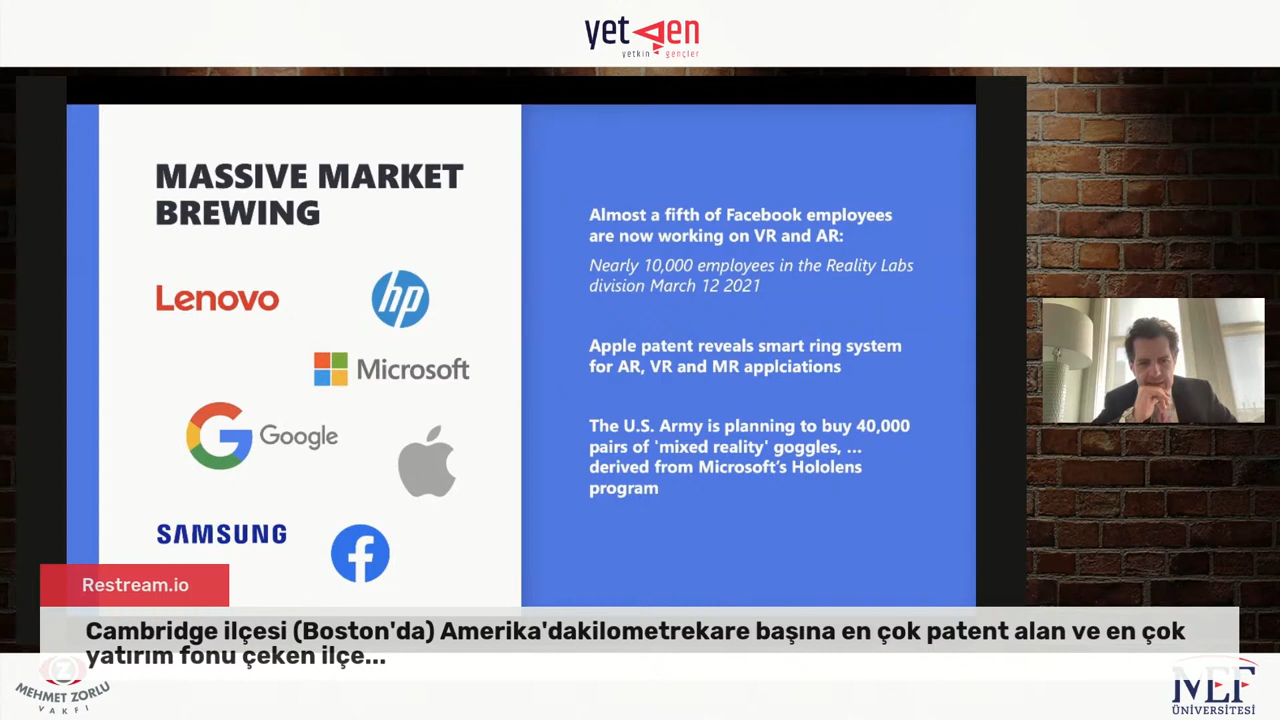 yetgen
yetkin gençler
MASSIVE MARKET
BREWING
Lenovo
hp
Microsoft
Google
SAMSUNG
f
Almost a fifth of Facebook employees
are now working on VR and AR:
Nearly 10,000 employees in the Reality Labs
division March 12 2021
Apple patent reveals smart ring system
for AR, VR and MR applciations
The U.S. Army is planning to buy 40,000
pairs of 'mixed reality' goggles, ...
derived from Microsoft's Hololens
program
Restream.io
Cambridge ilçesi (Boston'da) Amerika'dakilometrekare başına en çok patent alan ve en çok
yatırım fonu çeken ilçe...
MEHMET ZORLU
VAKFI
MEF
ÜNİVERSİTESİ